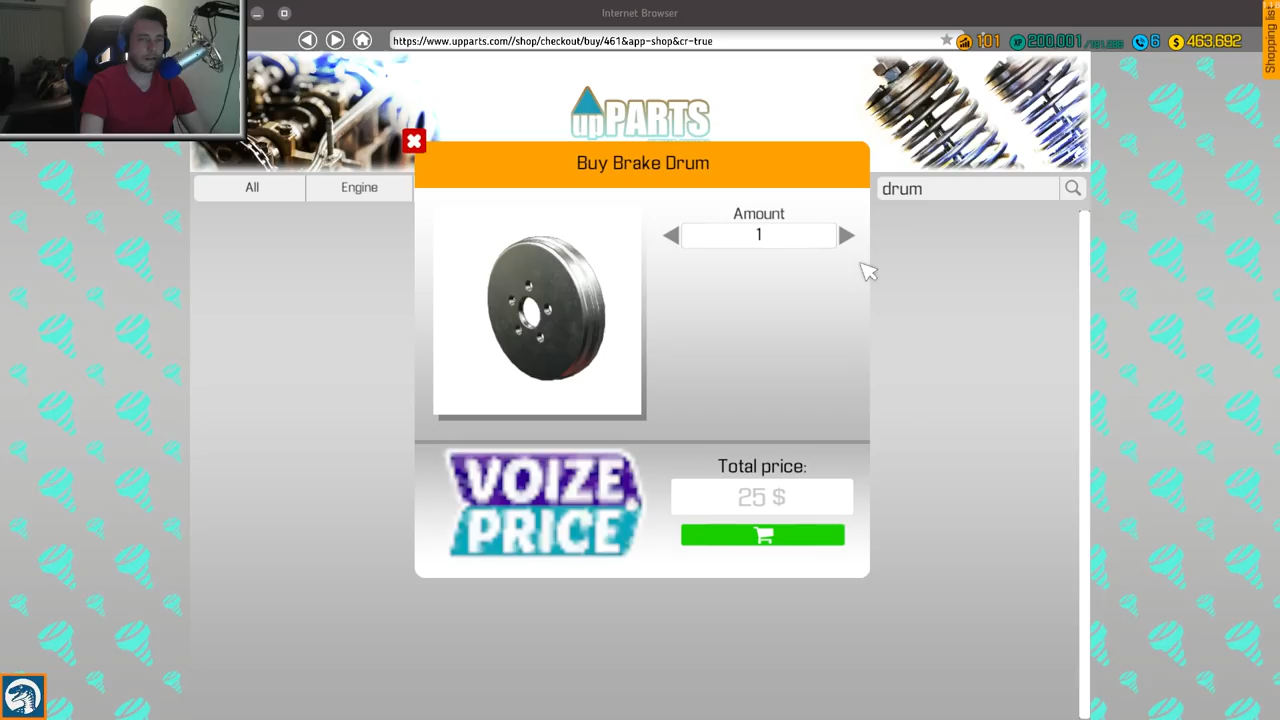 Internet Browser
https://www.upparts.com//shop/checkout/buy/461&app-shop&cr-true
101
XP 200.001
6
$ 463.692
Shopping list
upPARTS
Buy Brake Drum
All
Engine
drum
Amount
1
VOIZE.
PRICE
Total price:
25 $